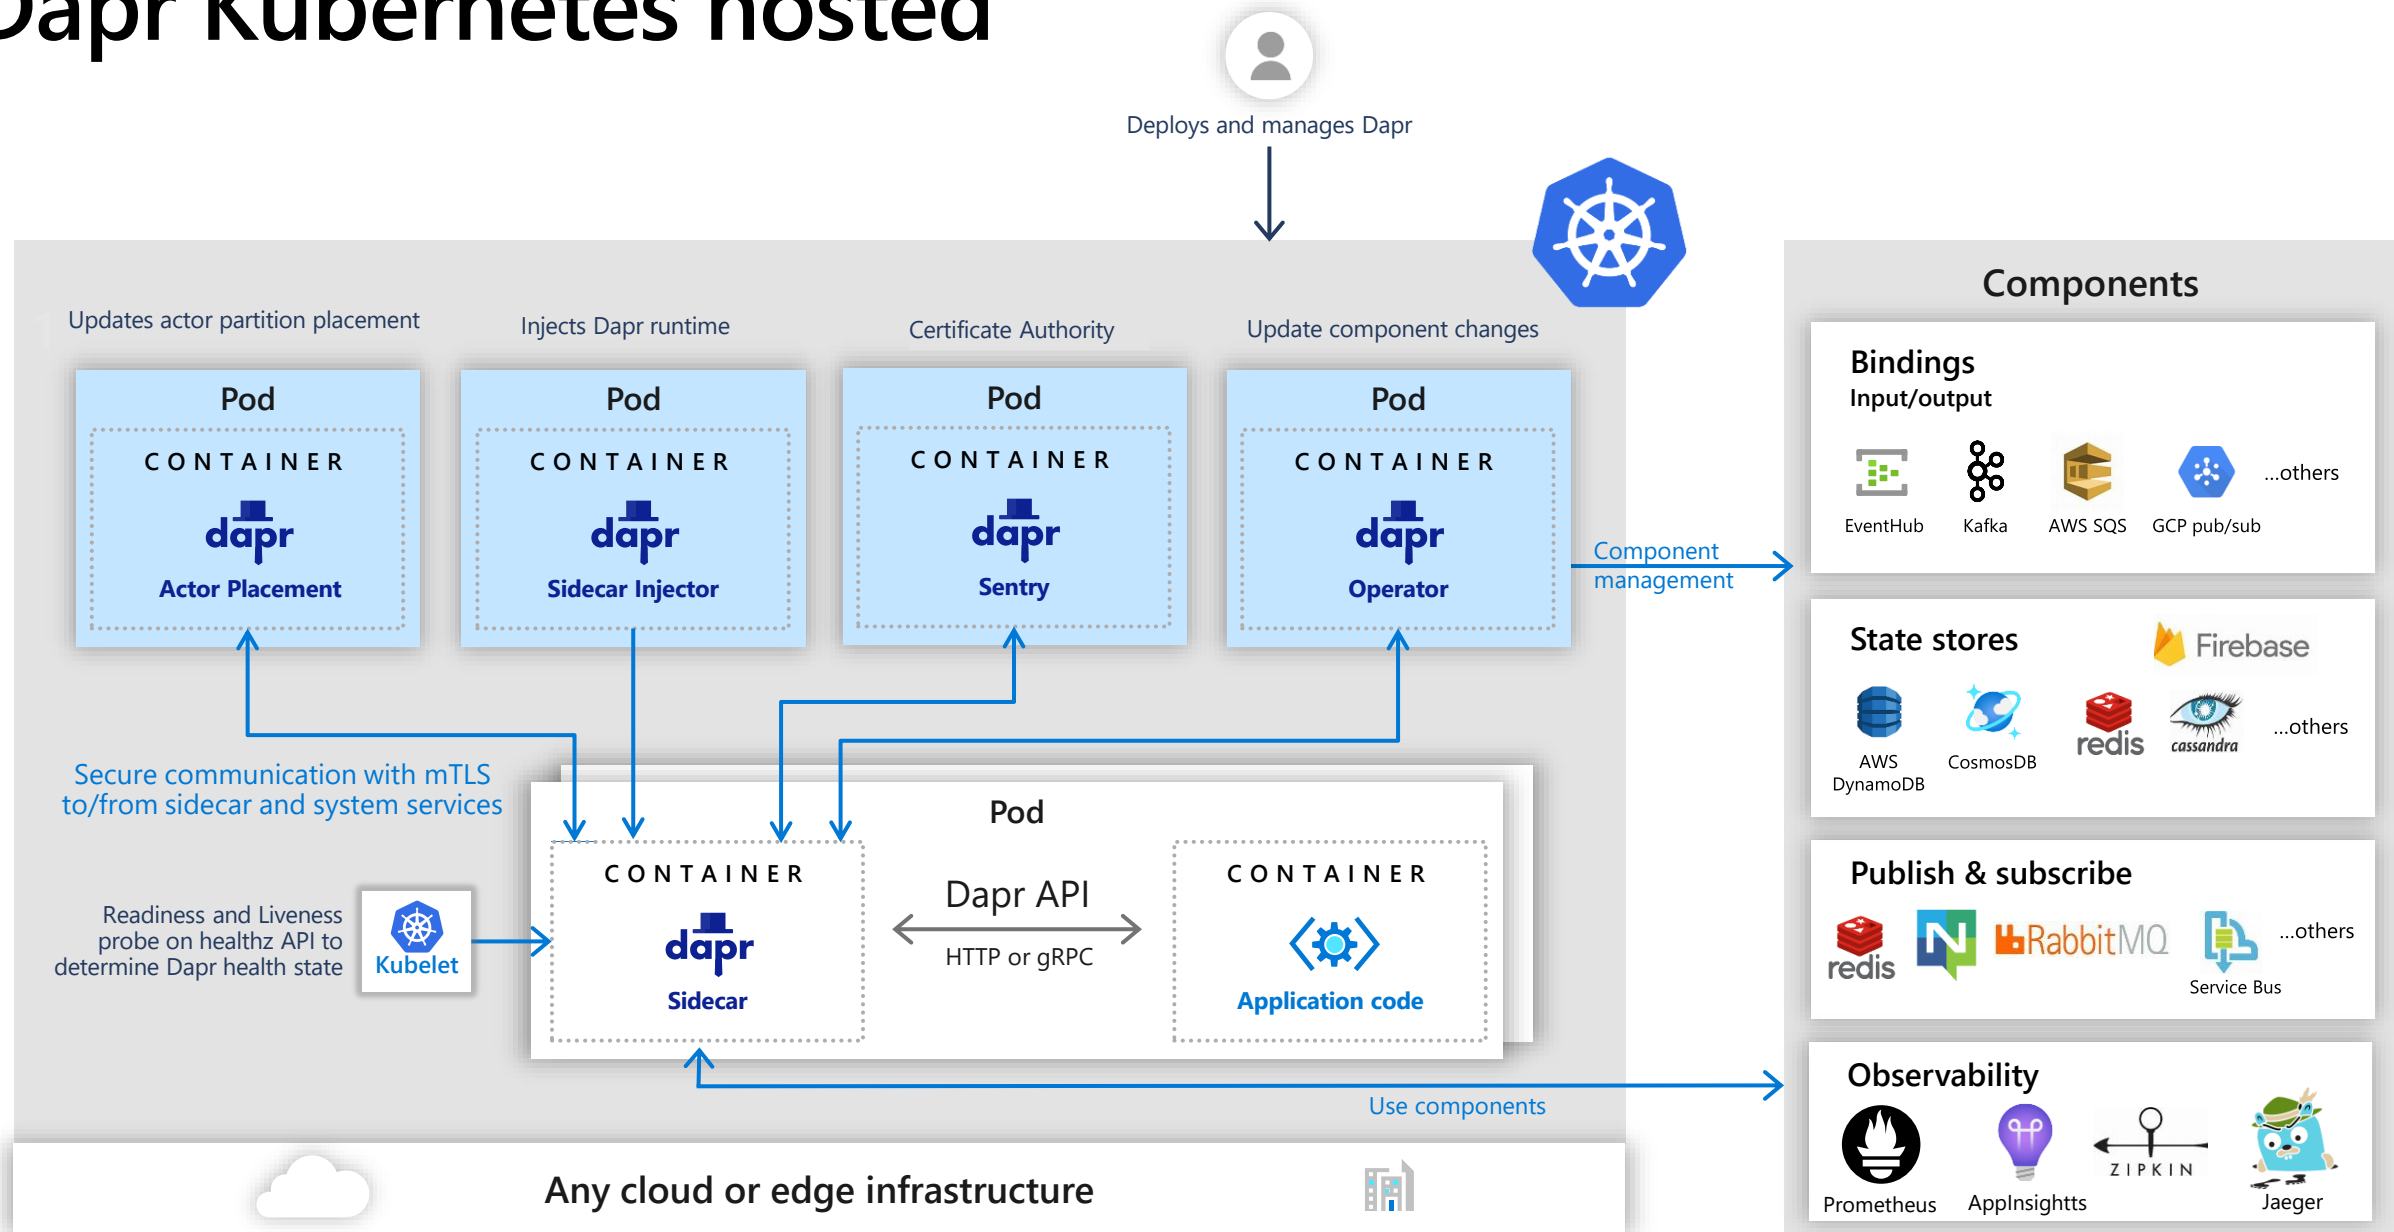 Dapr Kubernetes hosted
Deploys and manages Dapr
Updates actor partition placement
Injects Dapr runtime
Certificate Authority
Update component changes
Pod
CONTAINER
dapr
Actor Placement
Pod
CONTAINER
dapr
Sidecar Injector
Pod
CONTAINER
dapr
Sentry
Pod
CONTAINER
dapr
Operator
Component
management
Secure communication with mTLS
to/from sidecar and system services
Readiness and Liveness
probe on healthz API to
determine Dapr health state
Kubelet
Pod
CONTAINER
dapr
Sidecar
Dapr API
HTTP or gRPC
CONTAINER
Application code
Use components
Any cloud or edge infrastructure
Components
Bindings
Input/output
EventHub
Kafka
AWS SQS
GCP pub/sub
...others
State stores
Firebase
AWS
DynamoDB
CosmosDB
redis
cassandra
...others
Publish & subscribe
redis
N
RabbitMQ
Service Bus
...others
Observability
Prometheus
AppInsightts
ZIPKIN
Jaeger